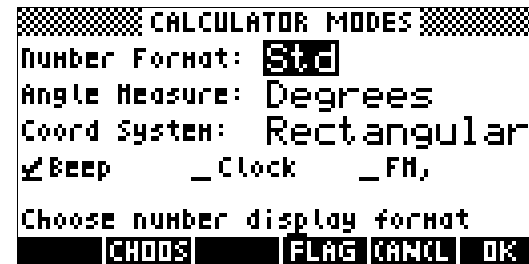 CALCULATOR MODES
Number Format: Std
Angle Measure: Degrees
Coord System: Rectangular
Beep _Clock _FM,
Choose number display format
CHOOS FLAG CANCL OK